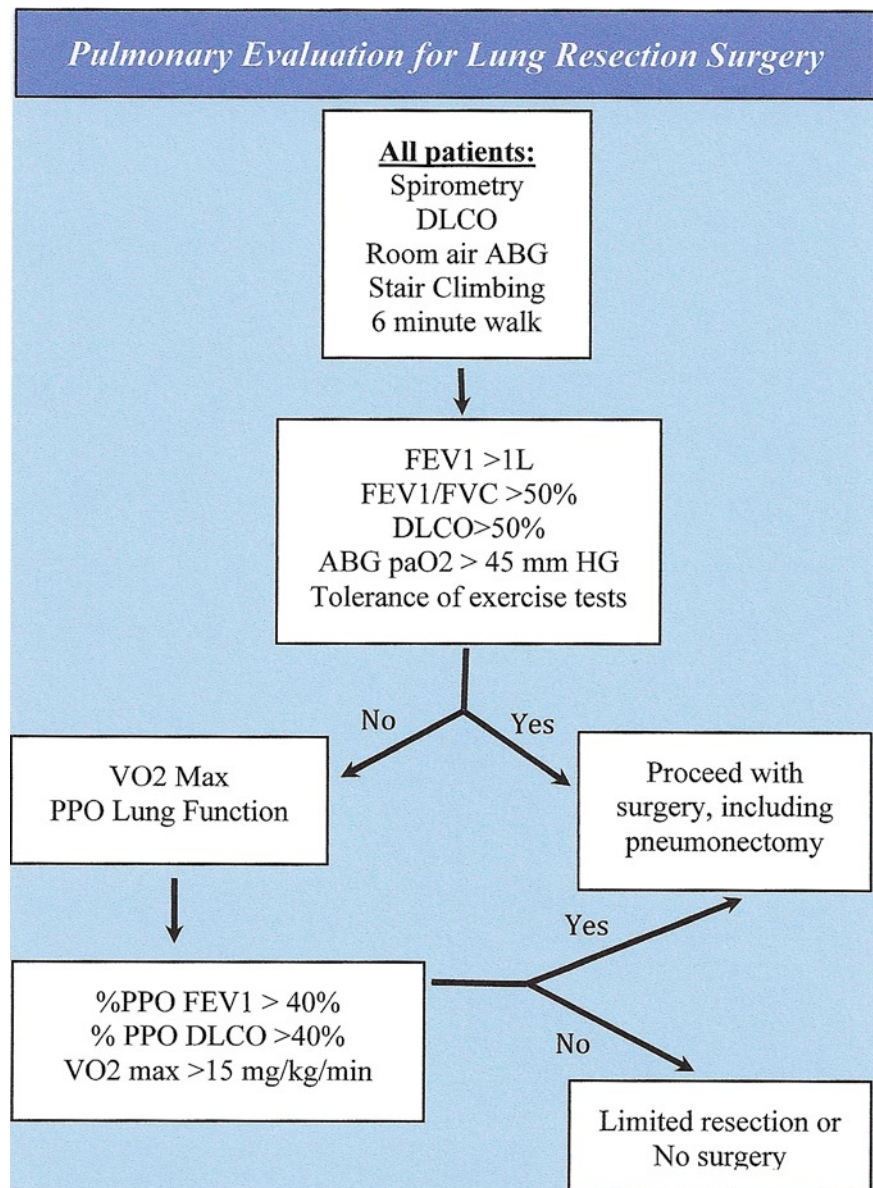 Pulmonary Evaluation for Lung Resection Surgery
All patients:
Spirometry
DLCO
Room air ABG
Stair Climbing
6 minute walk
FEV1 >1L
FEV1/FVC >50%
DLCO>50%
ABG paO2 > 45 mm HG
Tolerance of exercise tests
No
Yes
VO2 Max
PPO Lung Function
Proceed with
surgery, including
pneumonectomy
Yes
%PPO FEV1 > 40%
% PPO DLCO >40%
VO2 max >15 mg/kg/min
No
Limited resection or
No surgery